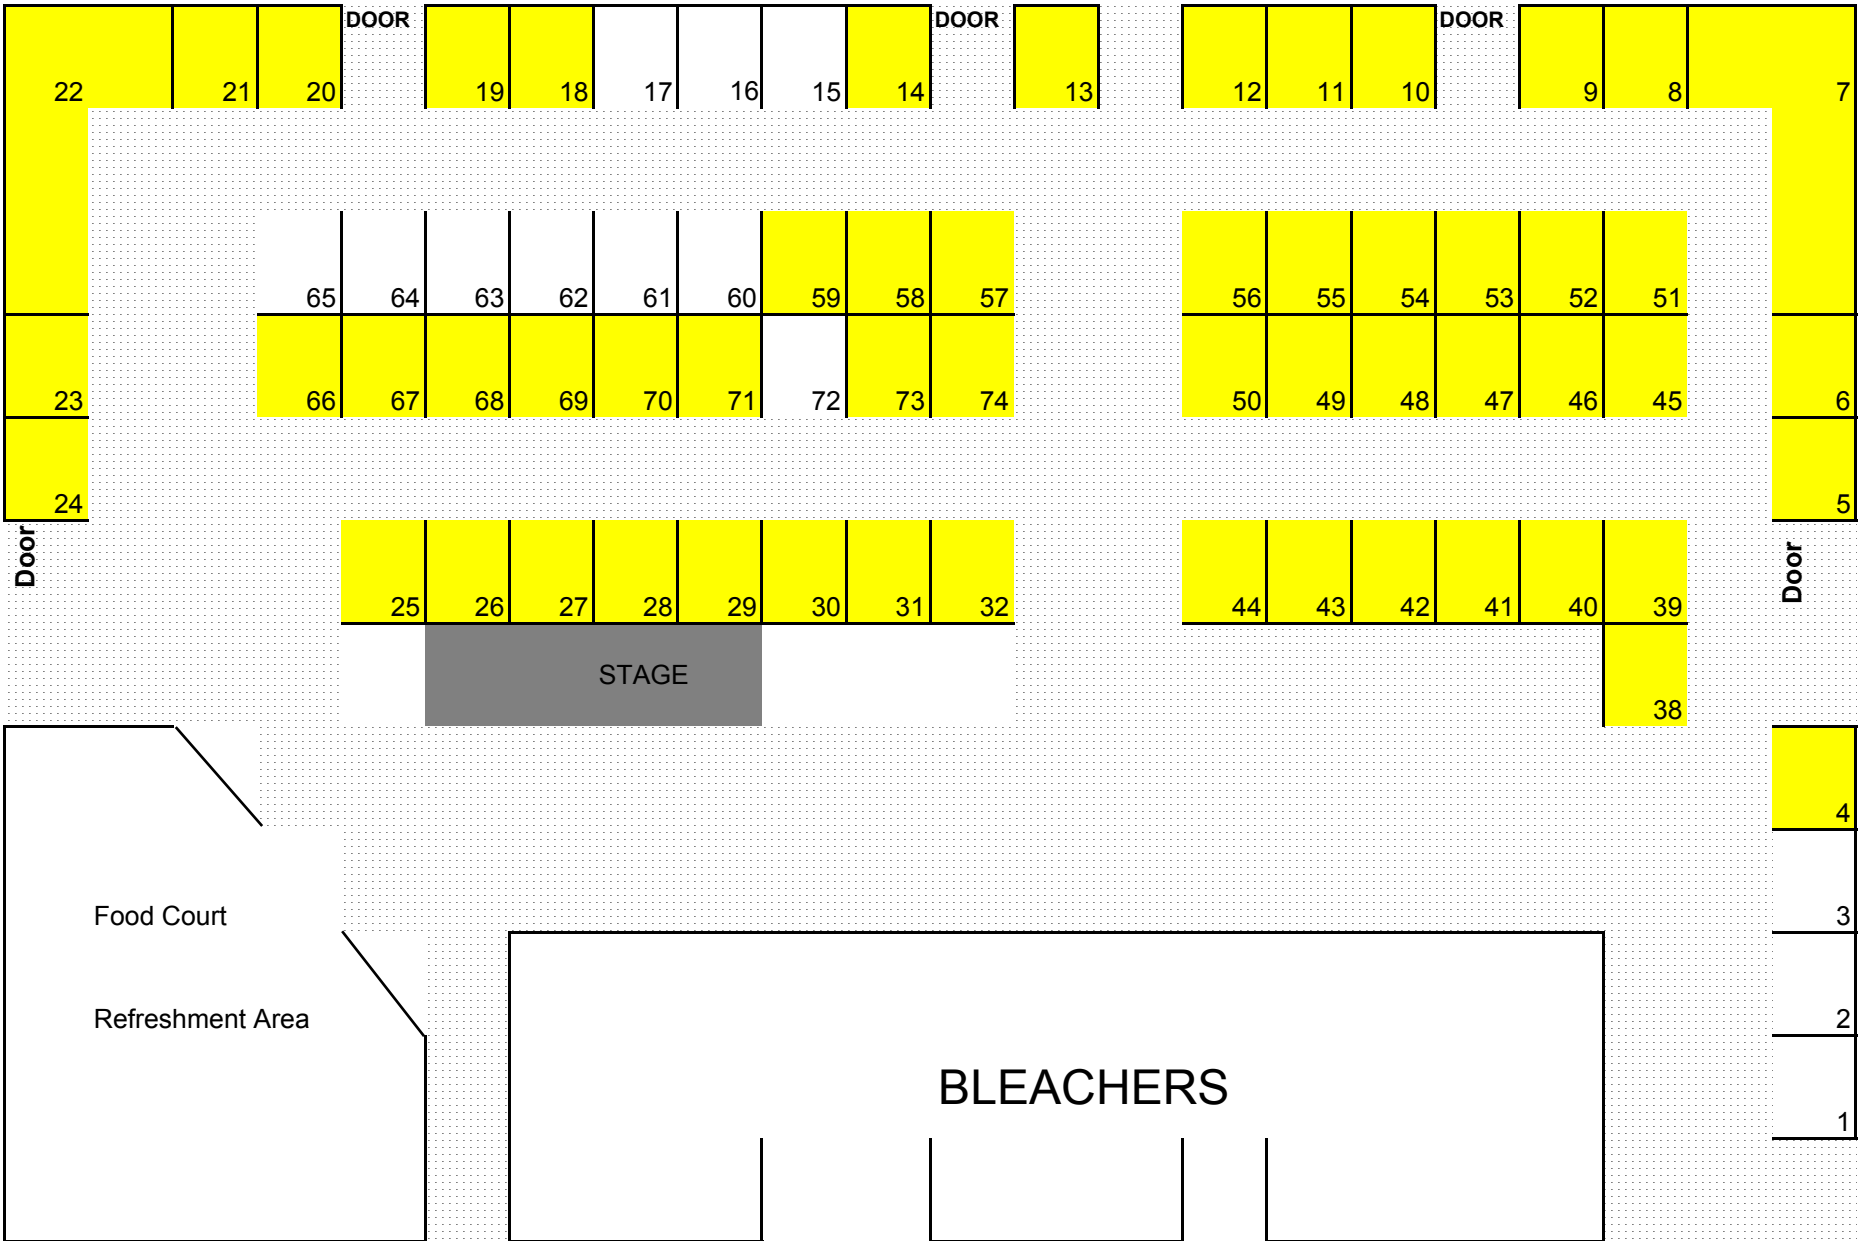 DOOR DOOR DOOR
22 21 20 19 18 17 16 15 14 13 12 11 10 9 8 7
65 64 63 62 61 60 59 58 57 56 55 54 53 52 51
23 66 67 68 69 70 71 72 73 74 50 49 48 47 46 45 6
24 5
Door Door
25 26 27 28 29 30 31 32 44 43 42 41 40 39
STAGE
38
4
Food Court 3
Refreshment Area 2
BLEACHERS
1